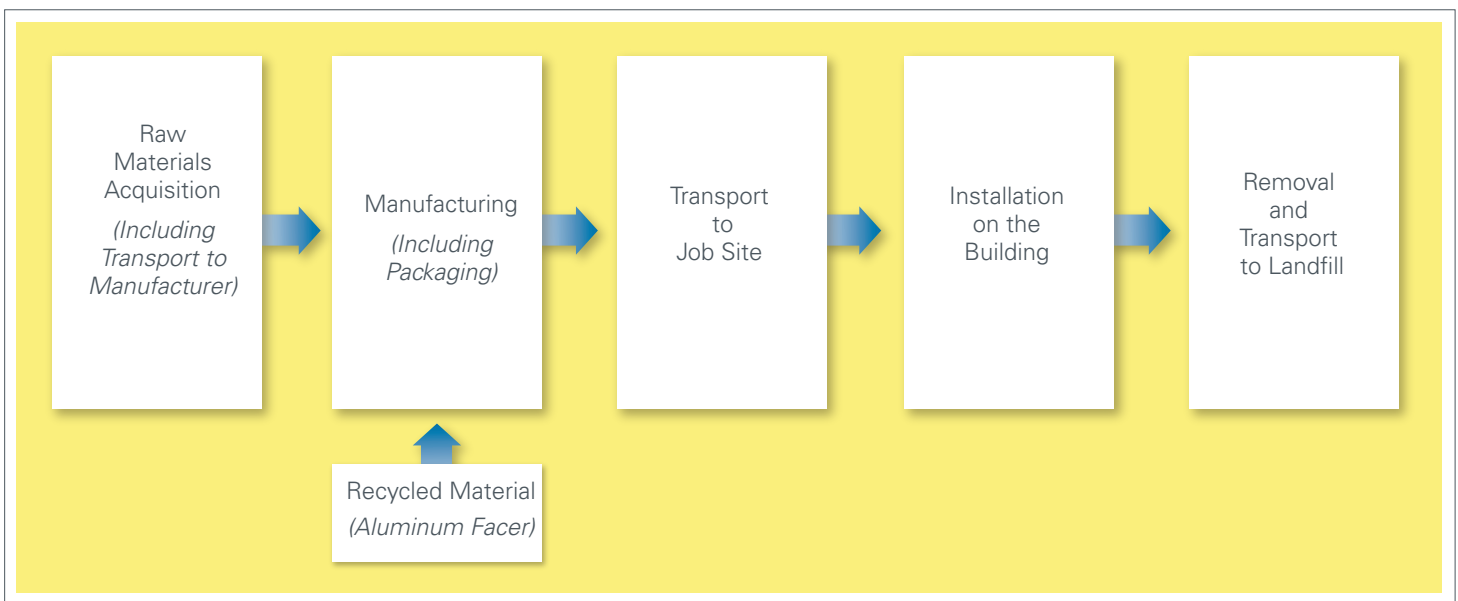 Raw
Materials
Acquisition
(Including
Transport to
Manufacturer)
Manufacturing
(Including
Packaging)
Transport
to
Job Site
Installation
on the
Building
Removal
and
Transport
to Landfill
Recycled Material
(Aluminum Facer)